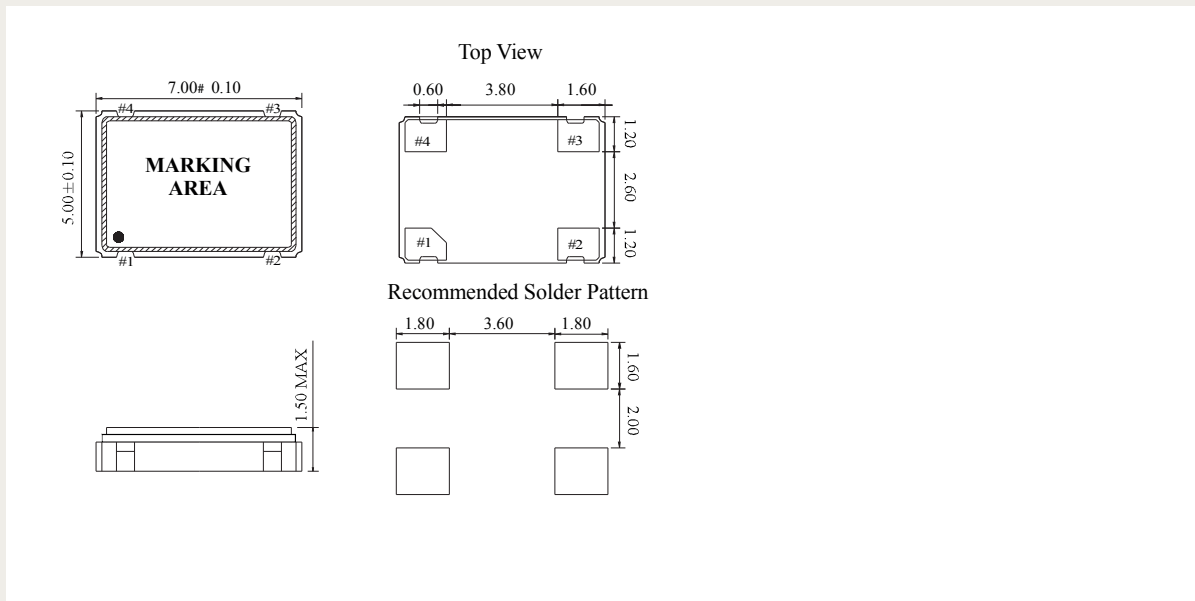 Top View
7.00# 0.10
#4 #3
MARKING
AREA
5.00±0.10
#1 #2
0.60 3.80 1.60
#4 #3
#1 #2
1.20
2.60
1.20
Recommended Solder Pattern
1.80 3.60 1.80
1.60
2.00
1.50 MAX